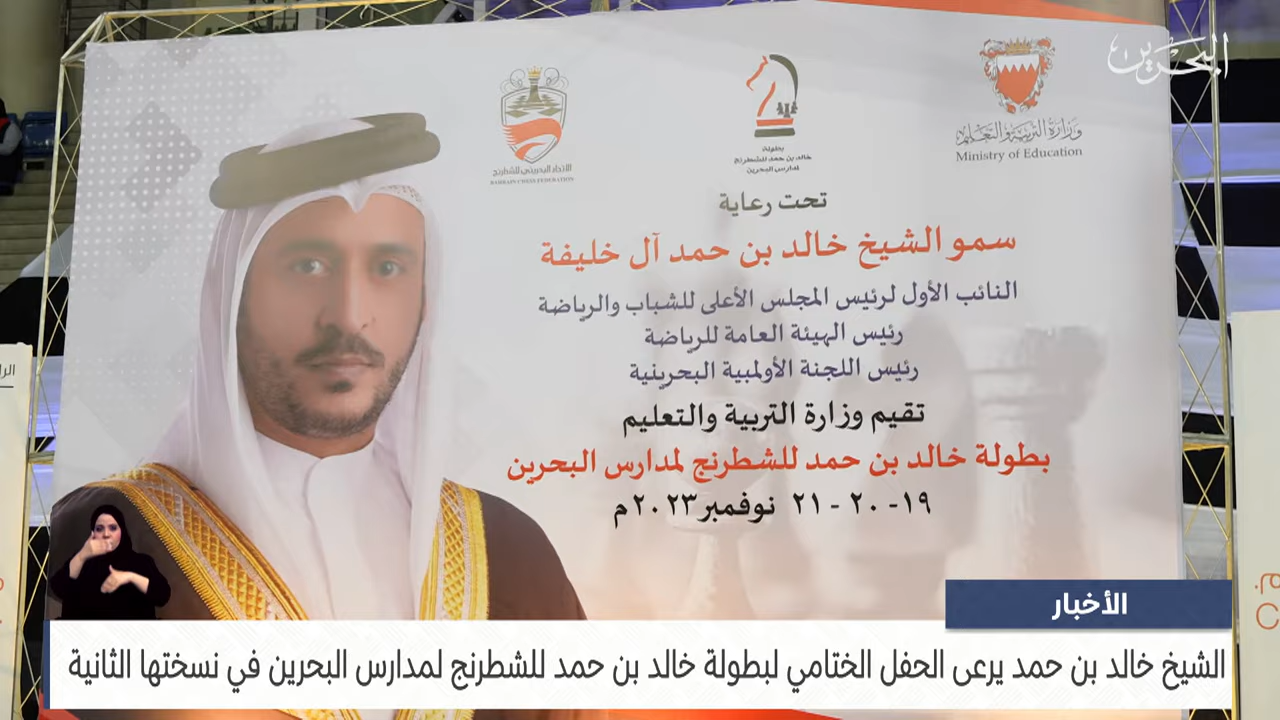 البحرين
وزارة التربية والتعليم
Ministry of Education
بطولة
خالد بن حمد للشطرنج
لمدارس البحرين
الاتحاد البحريني للشطرنج
BAHRAIN CHESS FEDERATION
تحت رعاية
سمو الشيخ خالد بن حمد آل خليفة
النائب الأول لرئيس المجلس الأعلى للشباب والرياضة
رئيس الهيئة العامة للرياضة
رئيس اللجنة الأولمبية البحرينية
تقيم وزارة التربية والتعليم
بطولة خالد بن حمد للشطرنج لمدارس البحرين
١٩- ٢٠ - ٢١ نوفمبر ٢٠٢٣م
الأخبار
الشيخ خالد بن حمد يرعى الحفل الختامي لبطولة خالد بن حمد للشطرنج لمدارس البحرين في نسختها الثانية